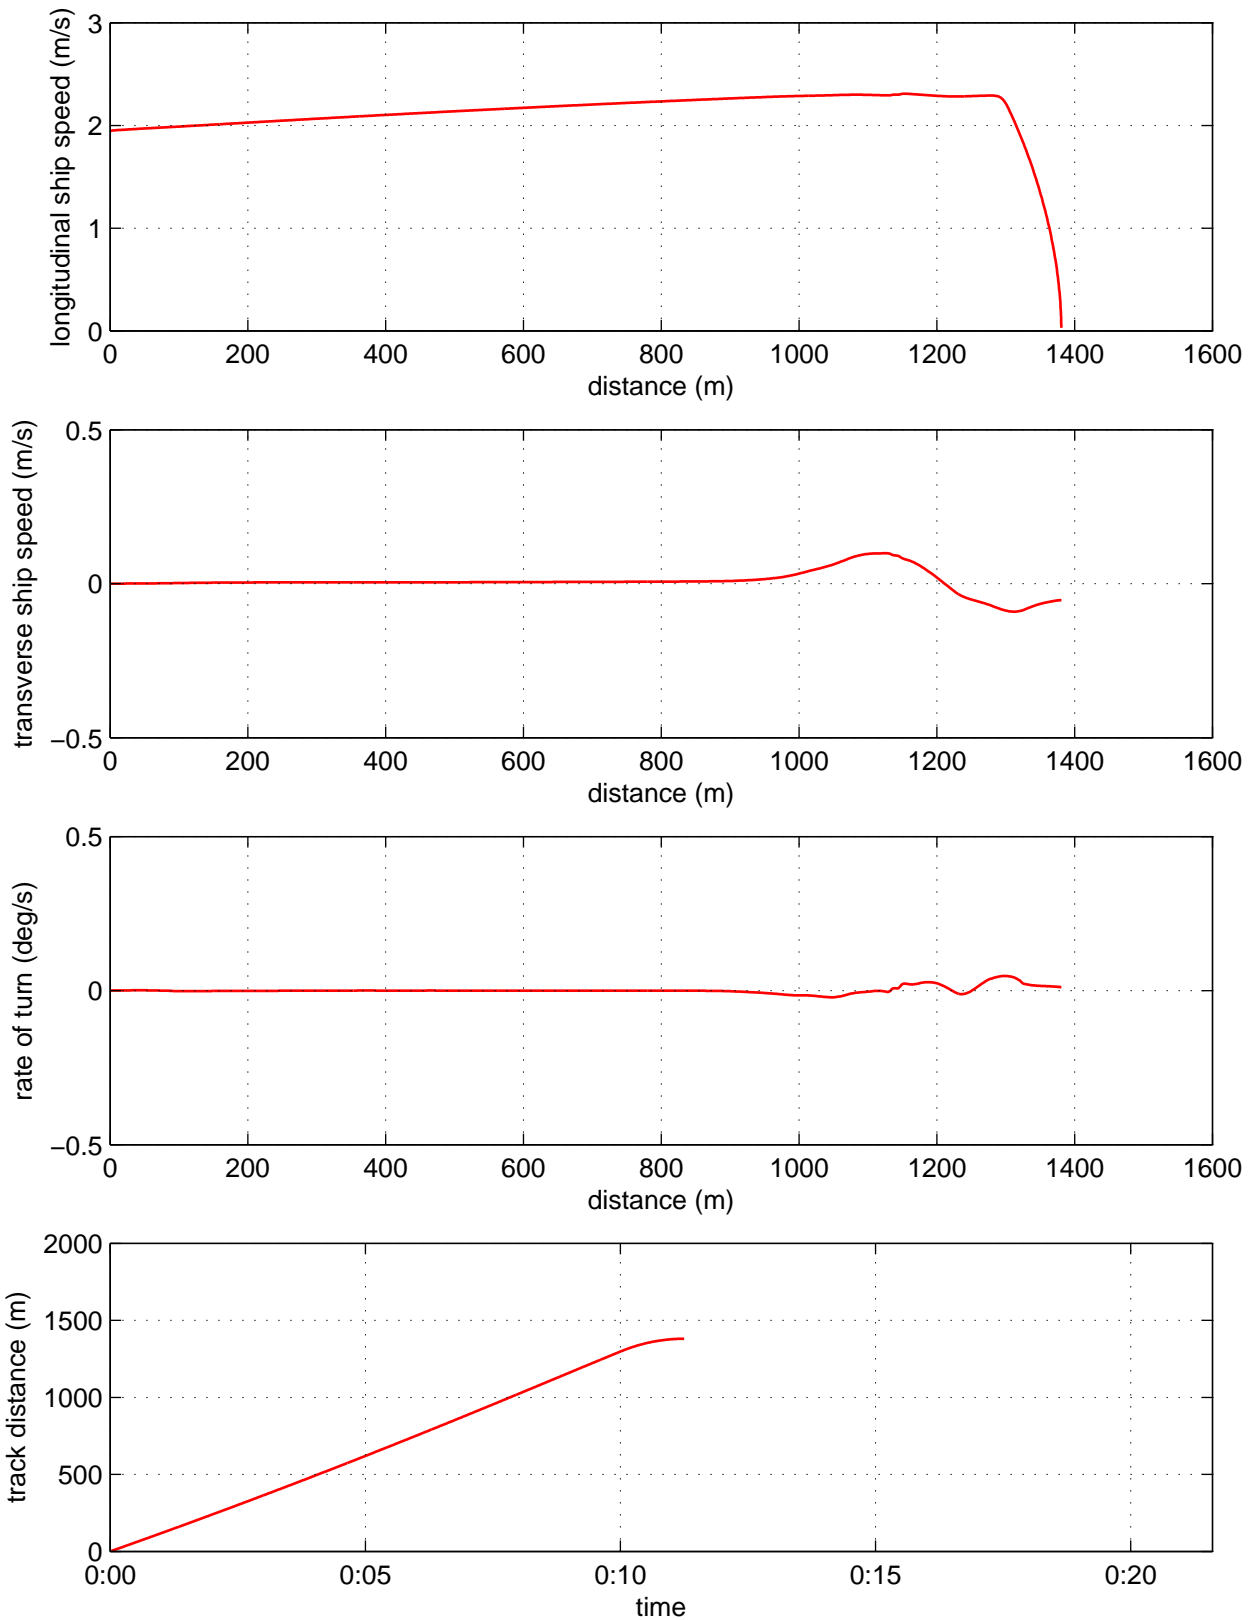 longitudinal ship speed (m/s)
3
2
1
0
0 200 400 600 800 1000 1200 1400 1600
distance (m)
transverse ship speed (m/s)
0.5
0
−0.5
0 200 400 600 800 1000 1200 1400 1600
distance (m)
rate of turn (deg/s)
0.5
0
−0.5
0 200 400 600 800 1000 1200 1400 1600
distance (m)
track distance (m)
2000
1500
1000
500
0
0:00 0:05 0:10 0:15 0:20
time